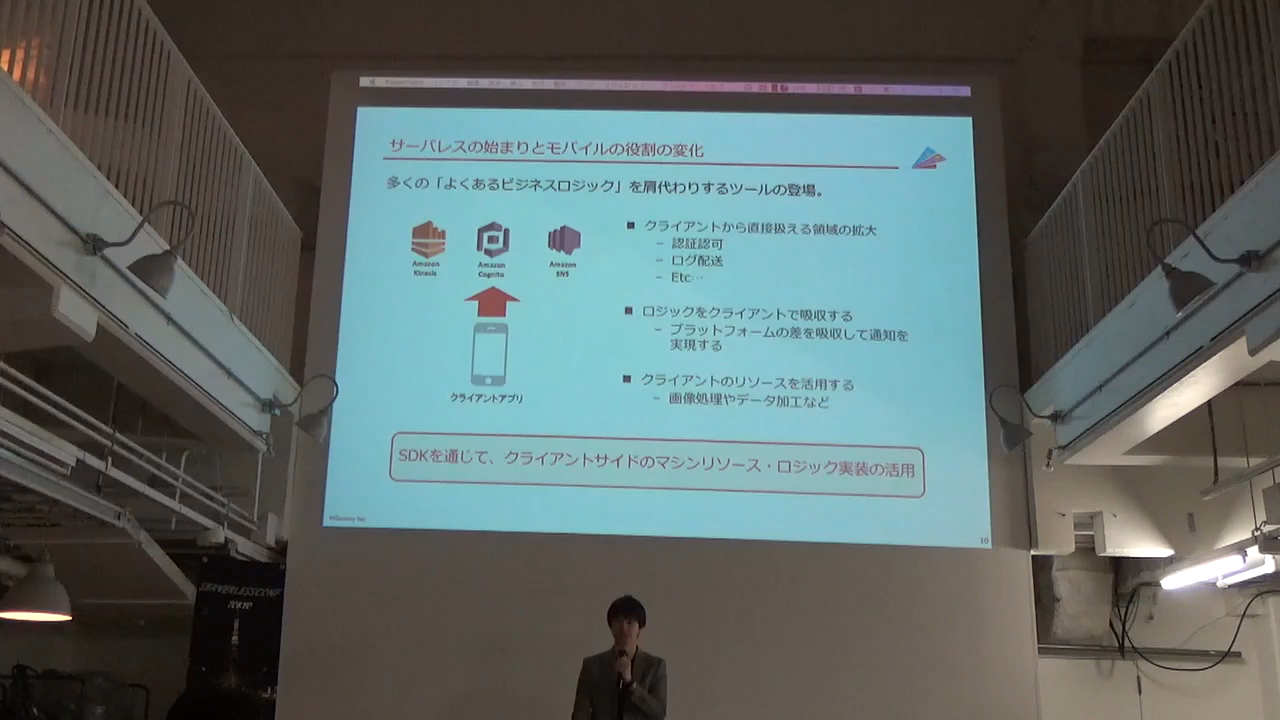 サーバレスの始まりとモバイルの役割の変化
多くの「よくあるビジネスロジック」を肩代わりするツールの登場。
Amazon
Kinesis
Amazon
Cognito
Amazon
SNS
クライアントアプリ
■ クライアントから直接扱える領域の拡大
− 認証認可
− ログ配送
− Etc…
■ ロジックをクライアントで吸収する
− プラットフォームの差を吸収して通知を
実現する
■ クライアントのリソースを活用する
− 画像処理やデータ加工など
SDKを通じて、クライアントサイドのマシンリソース・ロジック実装の活用
10
SERVERLESSCONF
TOKYO